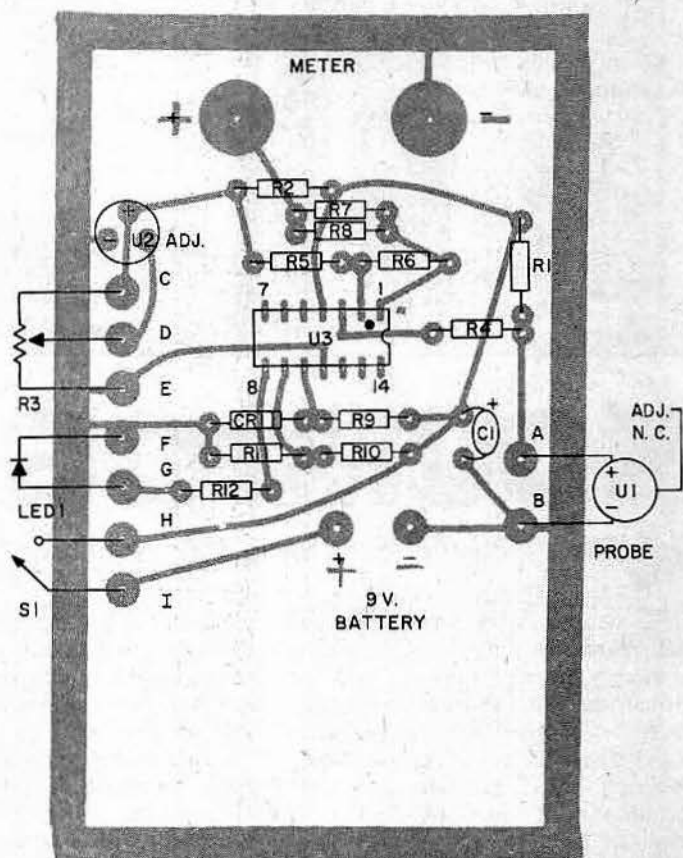 METER
+ −
R2
R7
+
− U2 ADJ.
R8
R5 R6
R1
C
7 1
D
U3
R4
E
8 14
R3
+
ADJ.
N.C.
CR1 R9
C1
A
F
R11 R10
+
U1
−
G
R12
B
LED1
H
PROBE
+ −
S1
I
9 V.
BATTERY